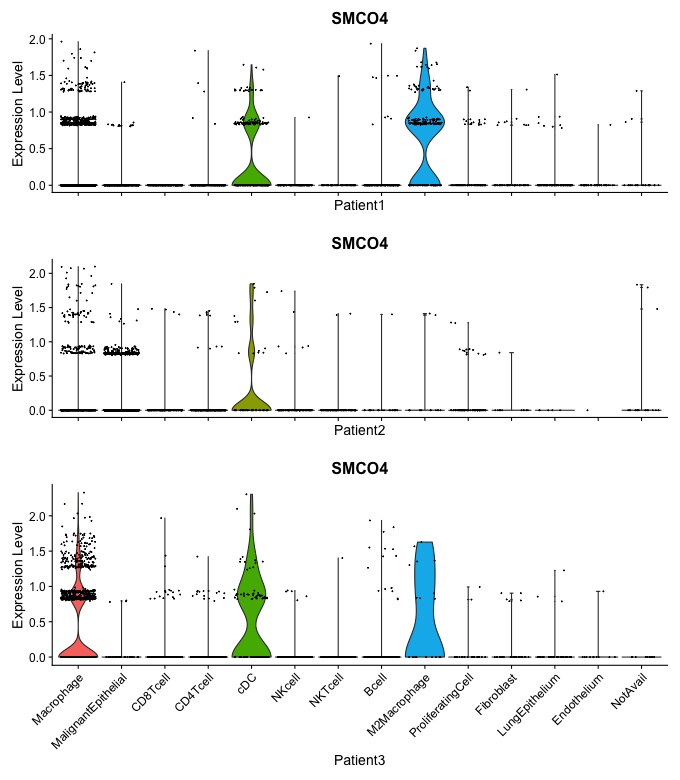 SMCO4
Expression Level
2.0
1.5
1.0
0.5
0.0
Patient1
SMCO4
Expression Level
2.0
1.5
1.0
0.5
0.0
Patient2
SMCO4
Expression Level
2.0
1.5
1.0
0.5
0.0
Macrophage
MalignantEpithelial
CD8Tcell
CD4Tcell
cDC
NKcell
NKTcell
Bcell
M2Macrophage
ProliferatingCell
Fibroblast
LungEpithelium
Endothelium
NotAvail
Patient3